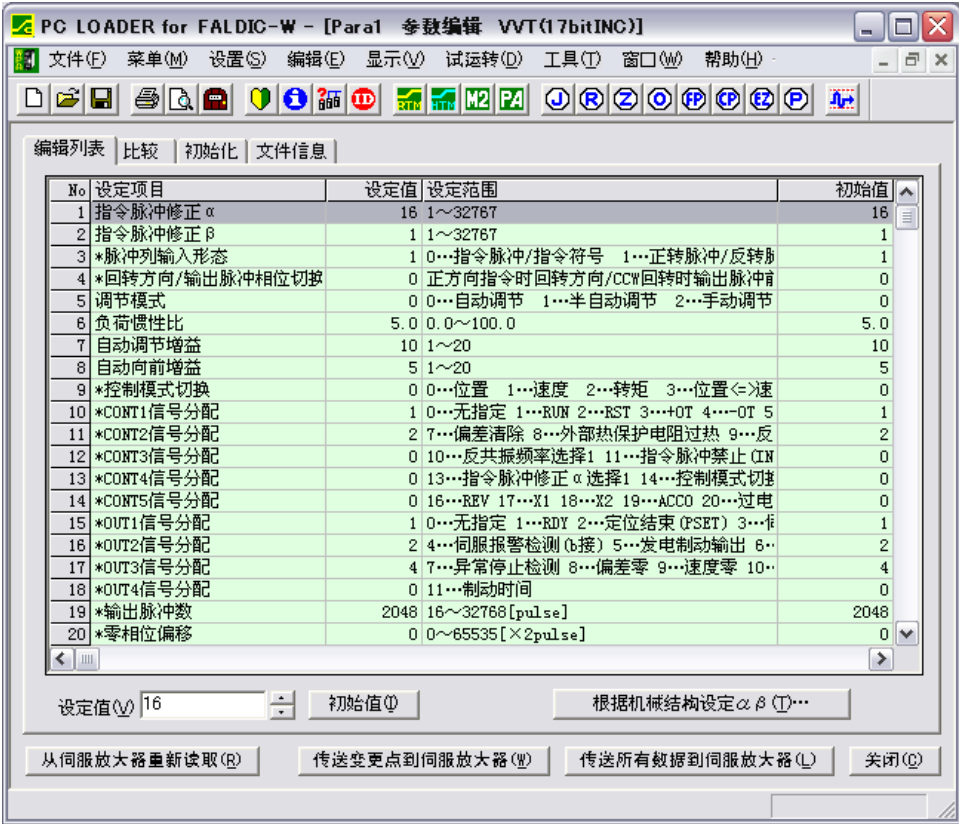 PC LOADER for FALDIC-W - [Para1 参数编辑 VVT(17bitINC)]
文件(F) 菜单(M) 设置(S) 编辑(E) 显示(V) 试运转(D) 工具(T) 窗口(W) 帮助(H)
RTM HTM M2 PA J R Z O FP CP EZ P
编辑列表 比较 初始化 文件信息
No 设定项目 设定值 设定范围 初始值
1 指令脉冲修正α 16 1～32767 16
2 指令脉冲修正β 1 1～32767 1
3 *脉冲列输入形态 1 0…指令脉冲/指令符号 1…正转脉冲/反转脉 1
4 *回转方向/输出脉冲相位切换 0 正方向指令时回转方向/CCW回转时输出脉冲前 0
5 调节模式 0 0…自动调节 1…半自动调节 2…手动调节 0
6 负荷惯性比 5.0 0.0～100.0 5.0
7 自动调节增益 10 1～20 10
8 自动向前增益 5 1～20 5
9 *控制模式切换 0 0…位置 1…速度 2…转矩 3…位置<=>速 0
10 *CONT1信号分配 1 0…无指定 1…RUN 2…RST 3…+OT 4…-OT 5 1
11 *CONT2信号分配 2 7…偏差清除 8…外部热保护电阻过热 9…反 2
12 *CONT3信号分配 0 10…反共振频率选择1 11…指令脉冲禁止(IN 0
13 *CONT4信号分配 0 13…指令脉冲修正α选择1 14…控制模式切换 0
14 *CONT5信号分配 0 16…REV 17…X1 18…X2 19…ACC0 20…过电 0
15 *OUT1信号分配 1 0…无指定 1…RDY 2…定位结束(PSET) 3…伺 1
16 *OUT2信号分配 2 4…伺服报警检测(b接) 5…发电制动输出 6… 2
17 *OUT3信号分配 4 7…异常停止检测 8…偏差零 9…速度零 10… 4
18 *OUT4信号分配 0 11…制动时间 0
19 *输出脉冲数 2048 16～32768[pulse] 2048
20 *零相位偏移 0 0～65535[×2pulse] 0
设定值(V) 16 初始值(I) 根据机械结构设定αβ(T)…
从伺服放大器重新读取(R) 传送变更点到伺服放大器(W) 传送所有数据到伺服放大器(L) 关闭(C)